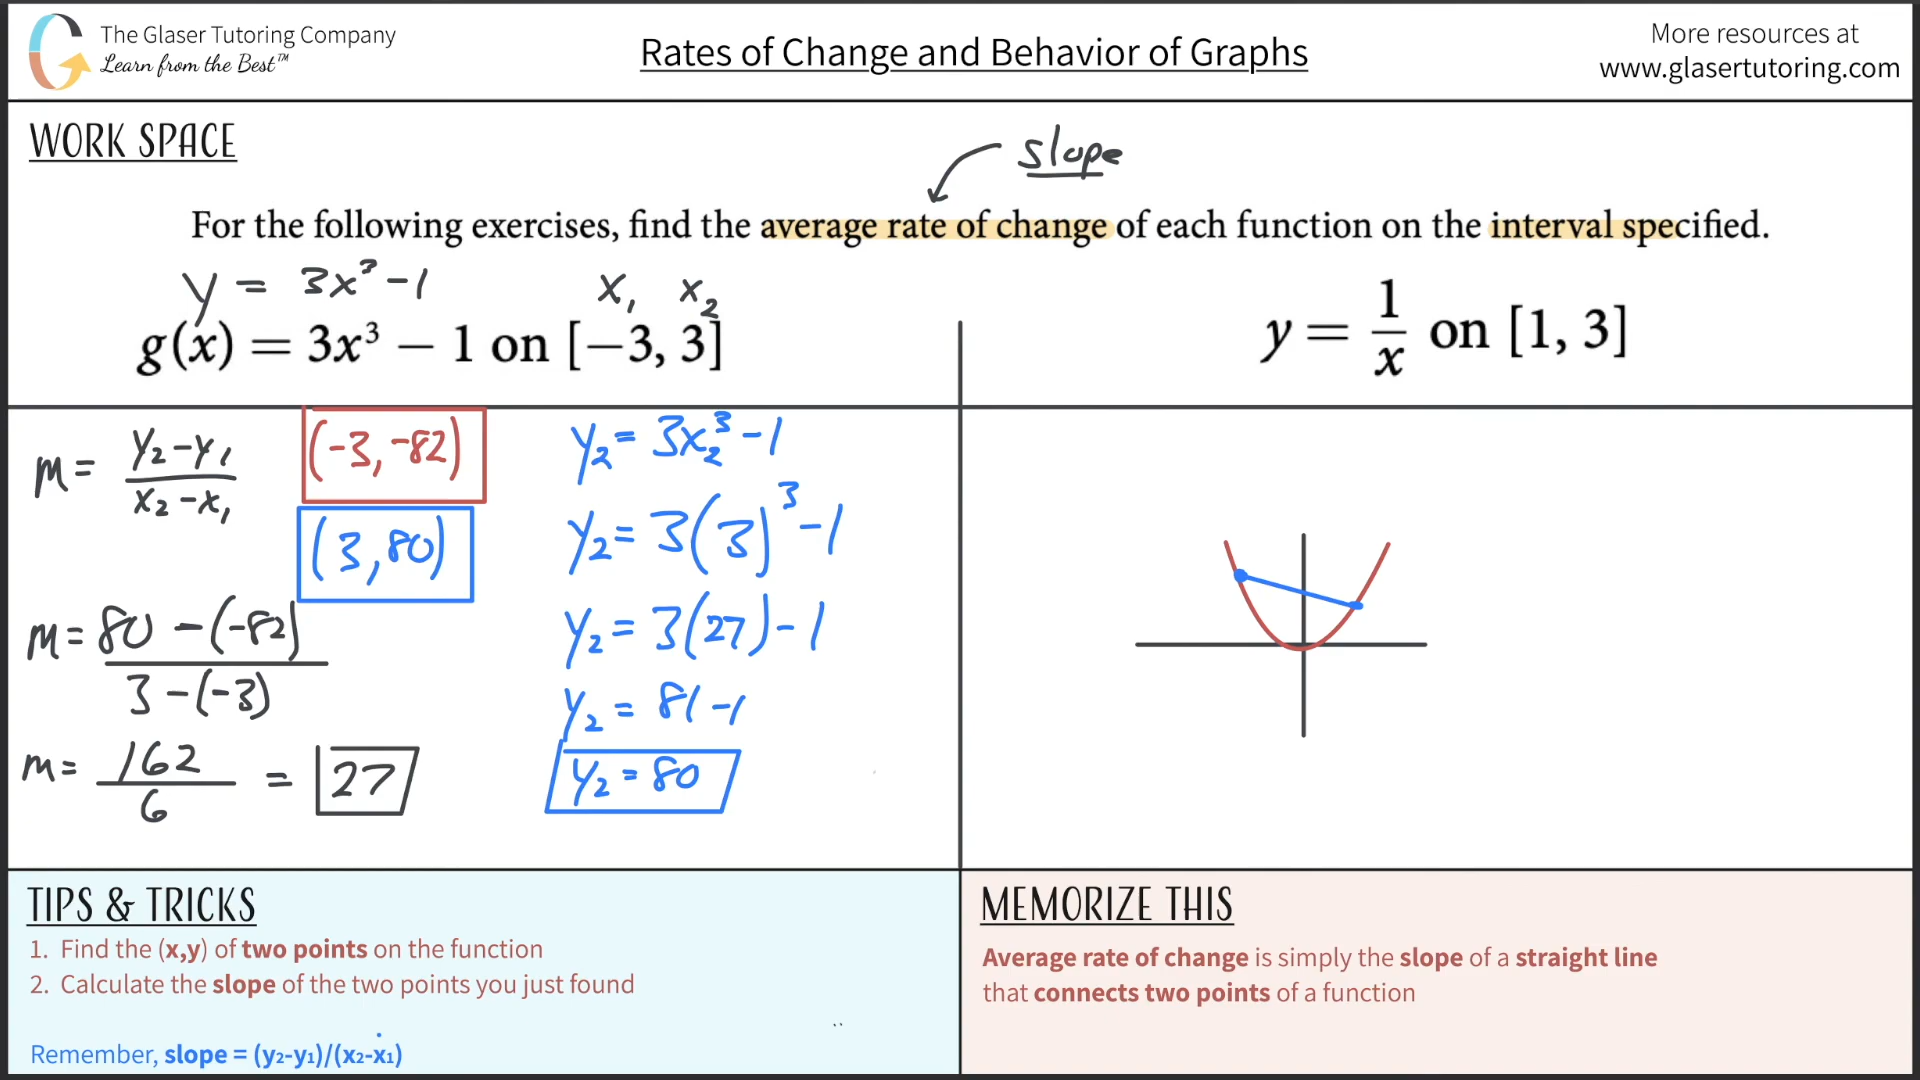 The Glaser Tutoring Company
Learn from the Best™
Rates of Change and Behavior of Graphs
More resources at
www.glasertutoring.com
WORK SPACE
slope
For the following exercises, find the average rate of change of each function on the interval specified.
y = 3x³ - 1
x₁ x₂
g(x) = 3x³ − 1 on [−3, 3]
y = 1/x on [1, 3]
m = (y₂-y₁)/(x₂-x₁)
(-3, -82)
(3, 80)
m = (80 - (-82))/(3 - (-3))
m = 162/6 = 27
y₂ = 3x₂³ - 1
y₂ = 3(3)³ - 1
y₂ = 3(27) - 1
y₂ = 81 - 1
y₂ = 80
TIPS & TRICKS
1. Find the (x,y) of two points on the function
2. Calculate the slope of the two points you just found
Remember, slope = (y₂-y₁)/(x₂-x₁)
MEMORIZE THIS
Average rate of change is simply the slope of a straight line
that connects two points of a function